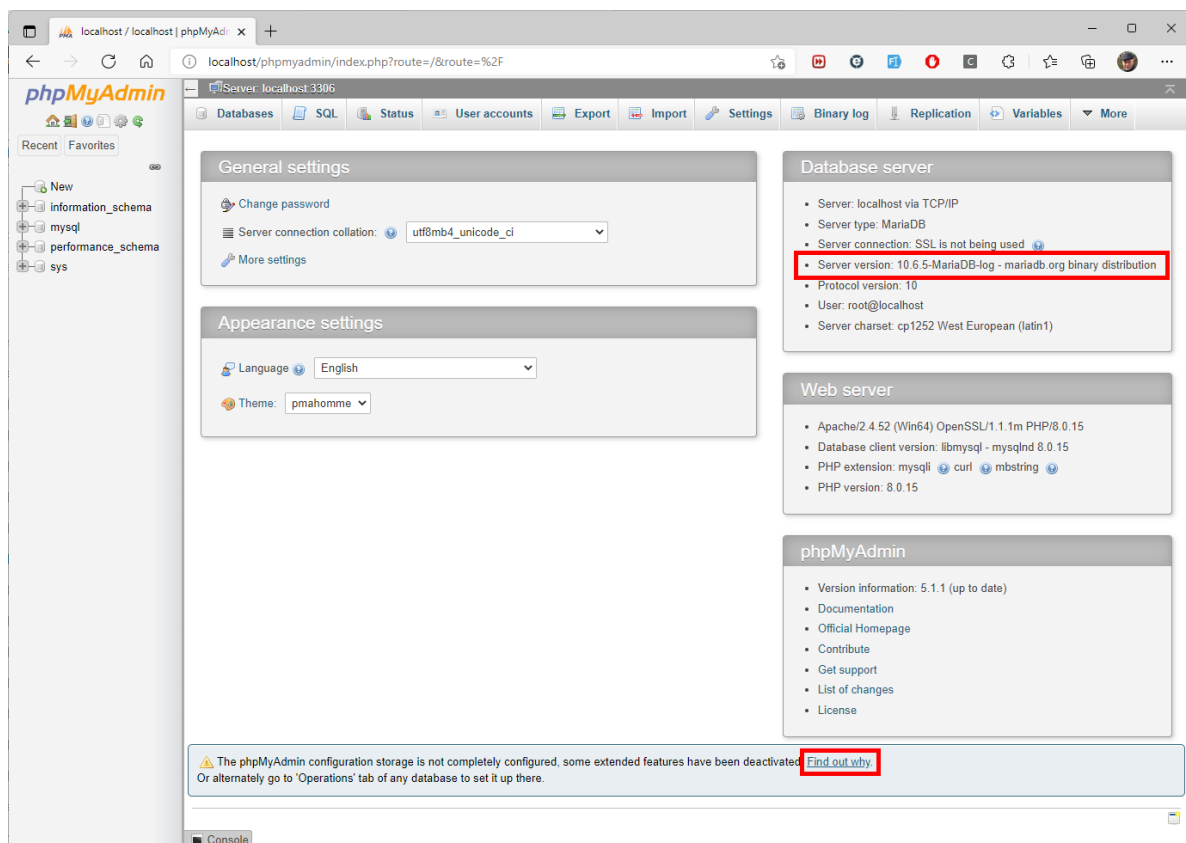 localhost / localhost | phpMyAdr
localhost/phpmyadmin/index.php?route=/&route=%2F
phpMyAdmin
Recent Favorites
New
information_schema
mysql
performance_schema
sys
Server: localhost:3306
Databases SQL Status User accounts Export Import Settings Binary log Replication Variables More
General settings
Change password
Server connection collation: utf8mb4_unicode_ci
More settings
Appearance settings
Language English
Theme: pmahomme
Database server
Server: localhost via TCP/IP
Server type: MariaDB
Server connection: SSL is not being used
Server version: 10.6.5-MariaDB-log - mariadb.org binary distribution
Protocol version: 10
User: root@localhost
Server charset: cp1252 West European (latin1)
Web server
Apache/2.4.52 (Win64) OpenSSL/1.1.1m PHP/8.0.15
Database client version: libmysql - mysqlnd 8.0.15
PHP extension: mysqli curl mbstring
PHP version: 8.0.15
phpMyAdmin
Version information: 5.1.1 (up to date)
Documentation
Official Homepage
Contribute
Get support
List of changes
License
The phpMyAdmin configuration storage is not completely configured, some extended features have been deactivated. Find out why.
Or alternately go to 'Operations' tab of any database to set it up there.
Console